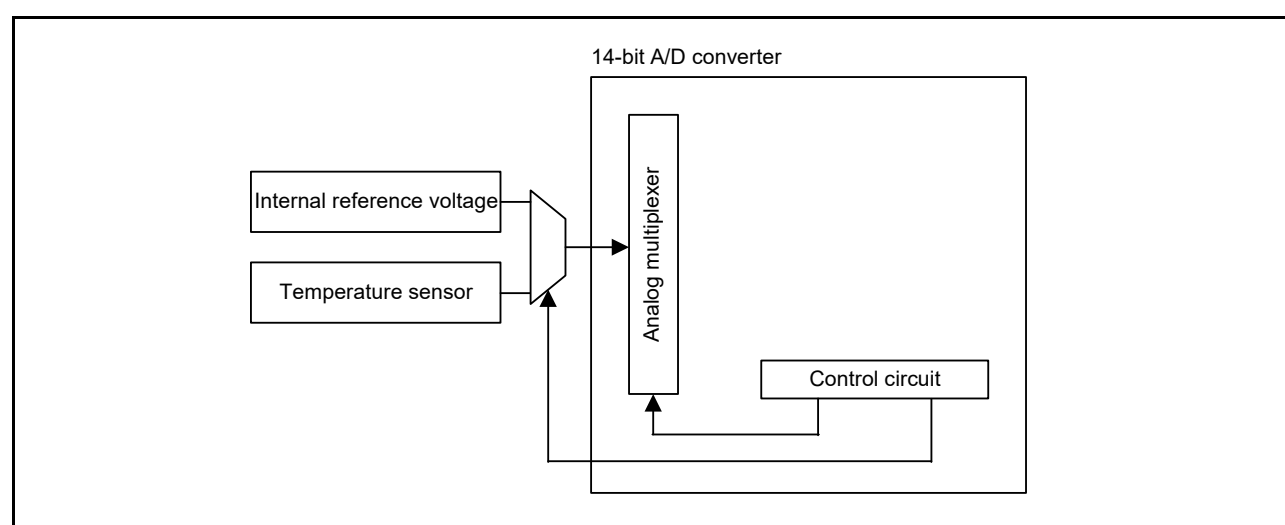 14-bit A/D converter
Internal reference voltage
Temperature sensor
Analog multiplexer
Control circuit